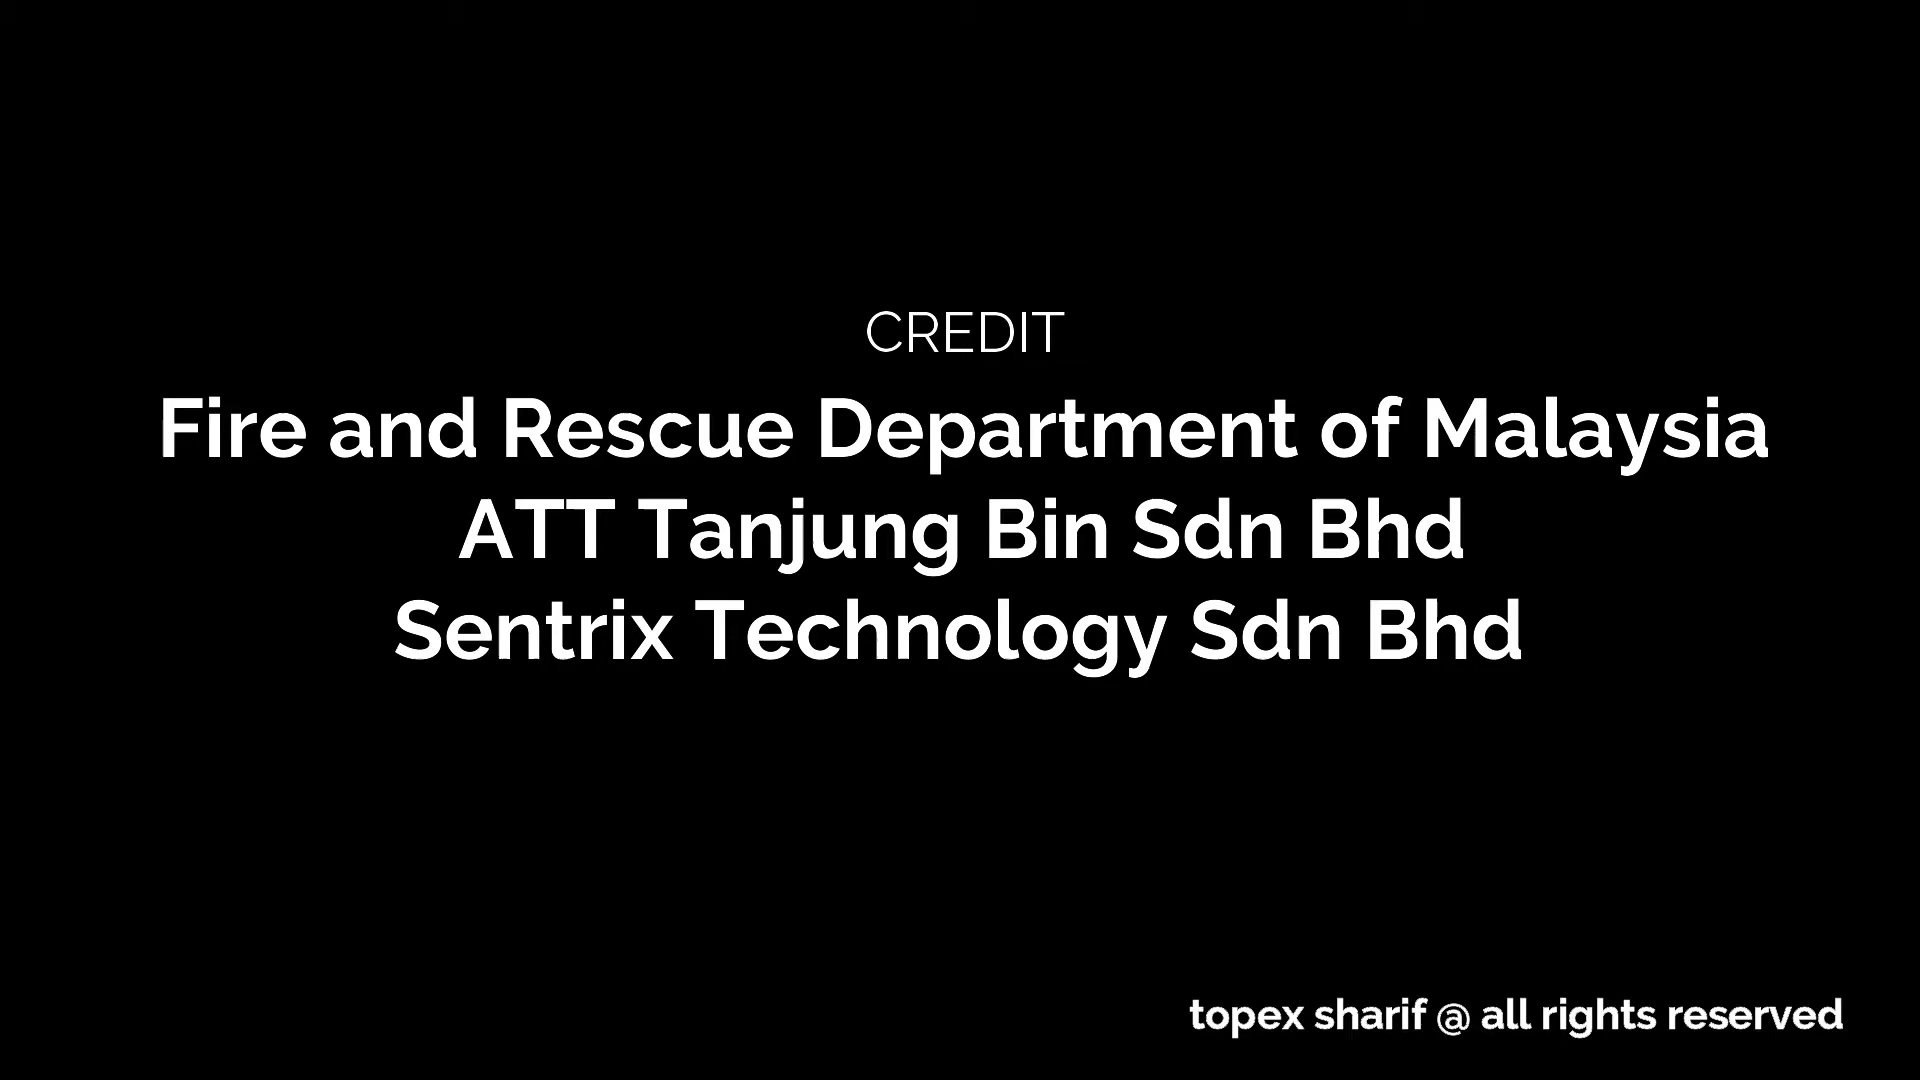 CREDIT
Fire and Rescue Department of Malaysia
ATT Tanjung Bin Sdn Bhd
Sentrix Technology Sdn Bhd
topex sharif @ all rights reserved